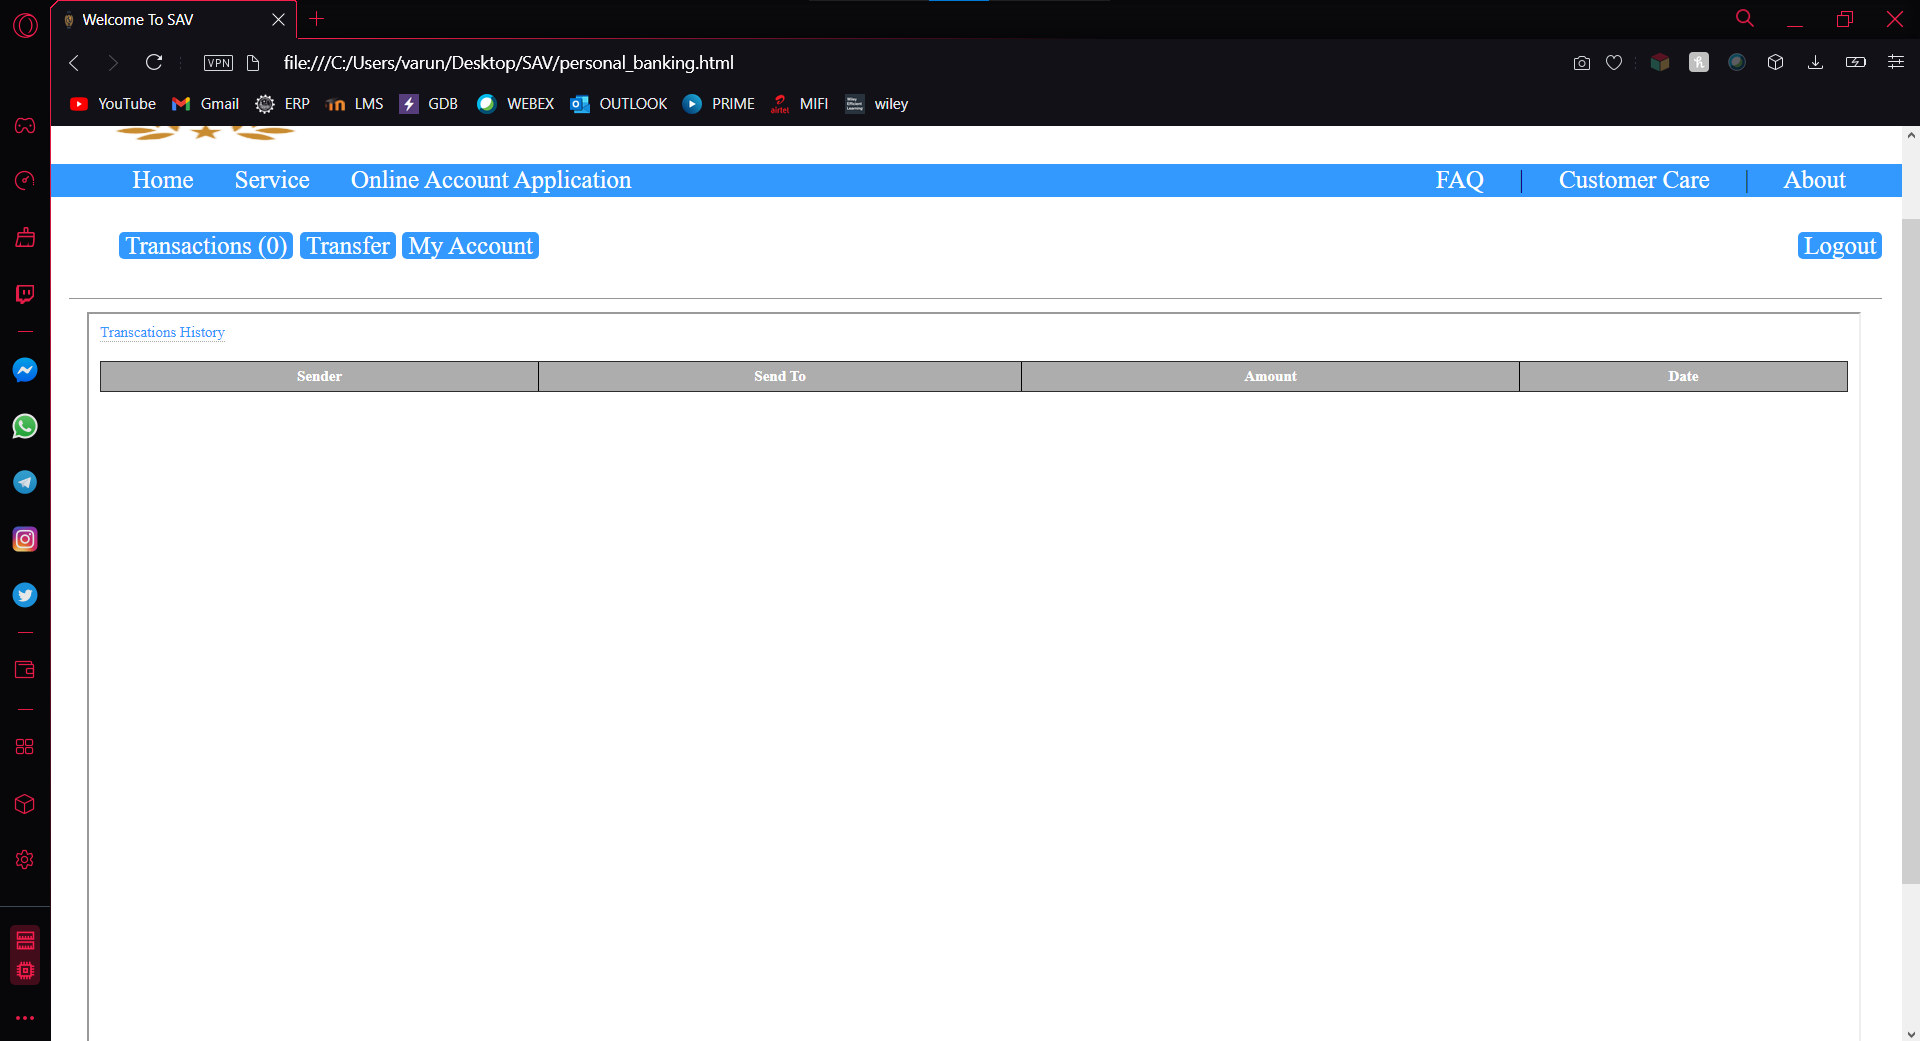 Welcome To SAV
VPN file:///C:/Users/varun/Desktop/SAV/personal_banking.html
YouTube Gmail ERP LMS GDB WEBEX OUTLOOK PRIME airtel MIFI wiley
Home Service Online Account Application FAQ | Customer Care | About
Transactions (0) Transfer My Account Logout
Transcations History
Sender Send To Amount Date